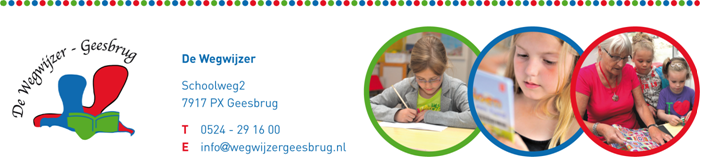 De Wegwijzer - Geesbrug
De Wegwijzer
Schoolweg2
7917 PX Geesbrug
T 0524 - 29 16 00
E info@wegwijzergeesbrug.nl